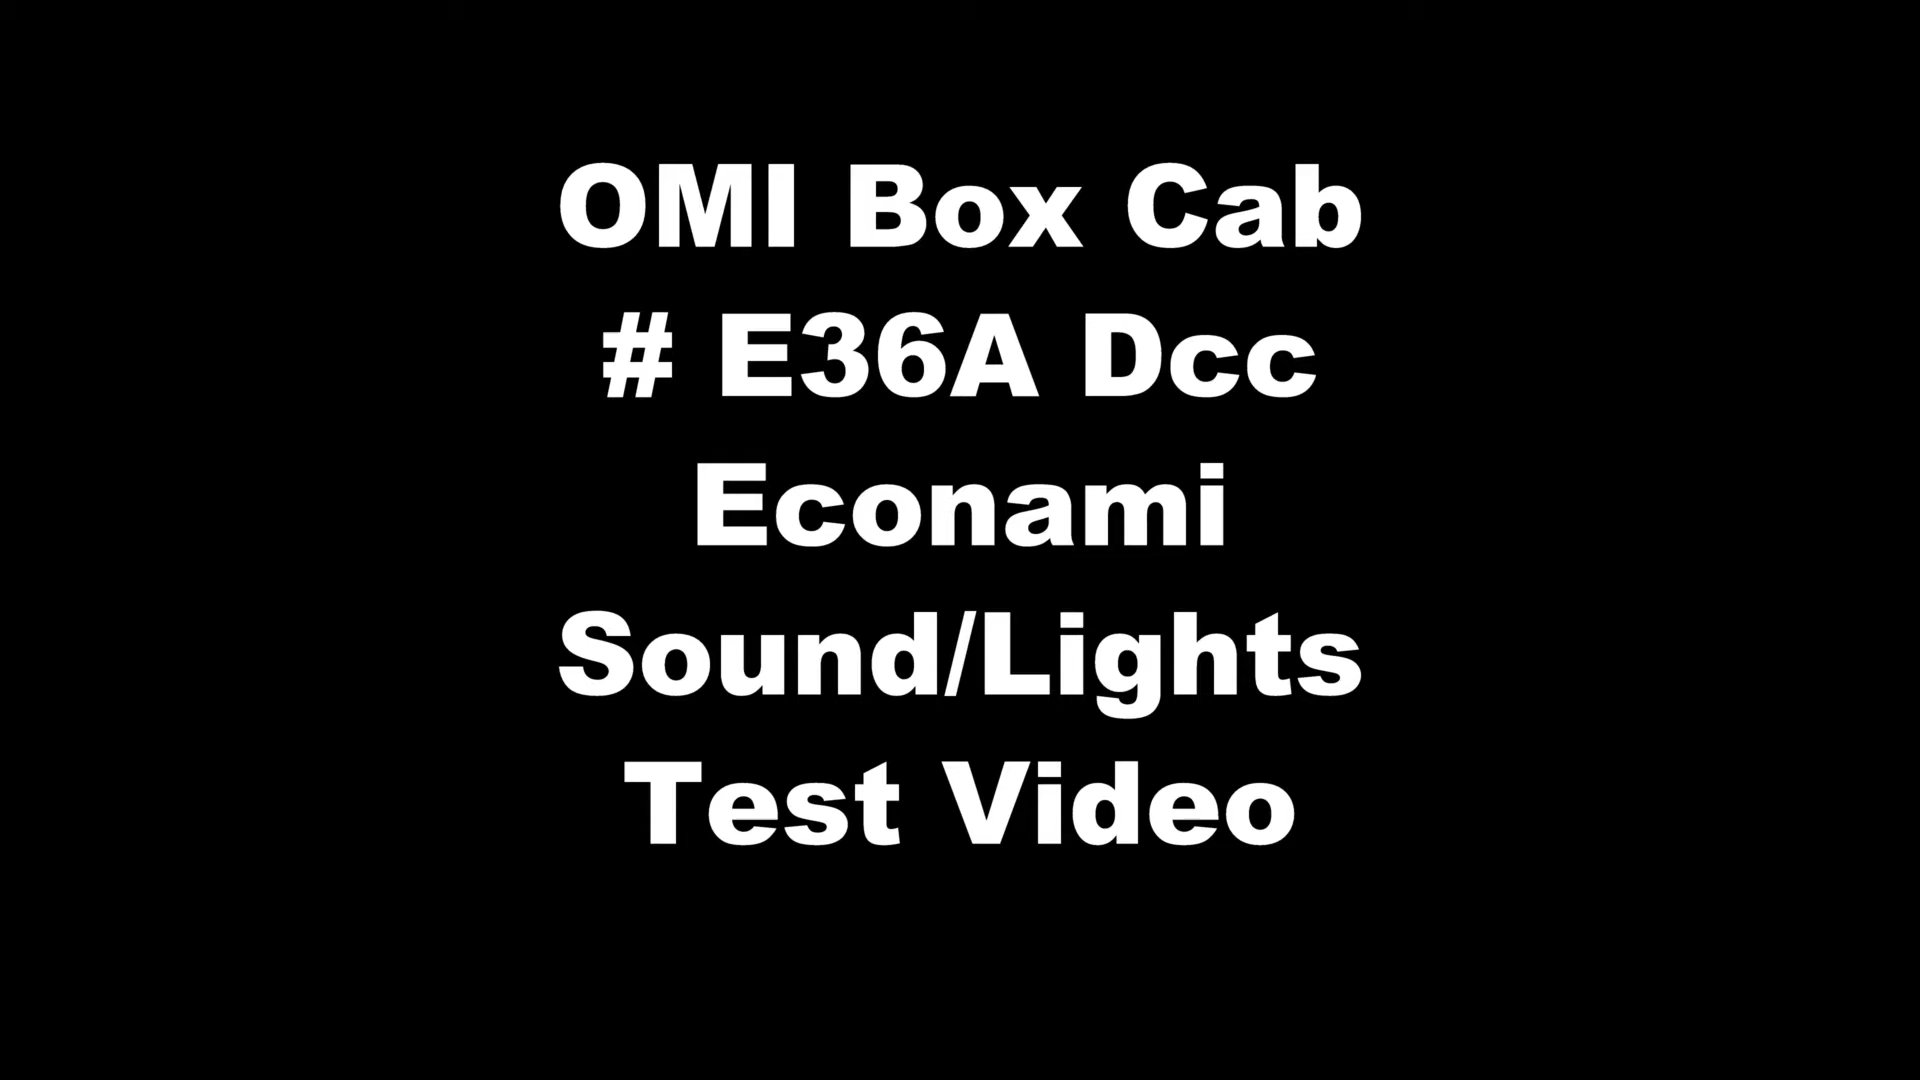 OMI Box Cab
# E36A Dcc
Econami
Sound/Lights
Test Video